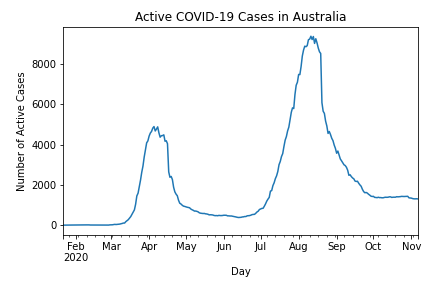 Active COVID-19 Cases in Australia
Number of Active Cases
8000
6000
4000
2000
0
Feb Mar Apr May Jun Jul Aug Sep Oct Nov
2020
Day